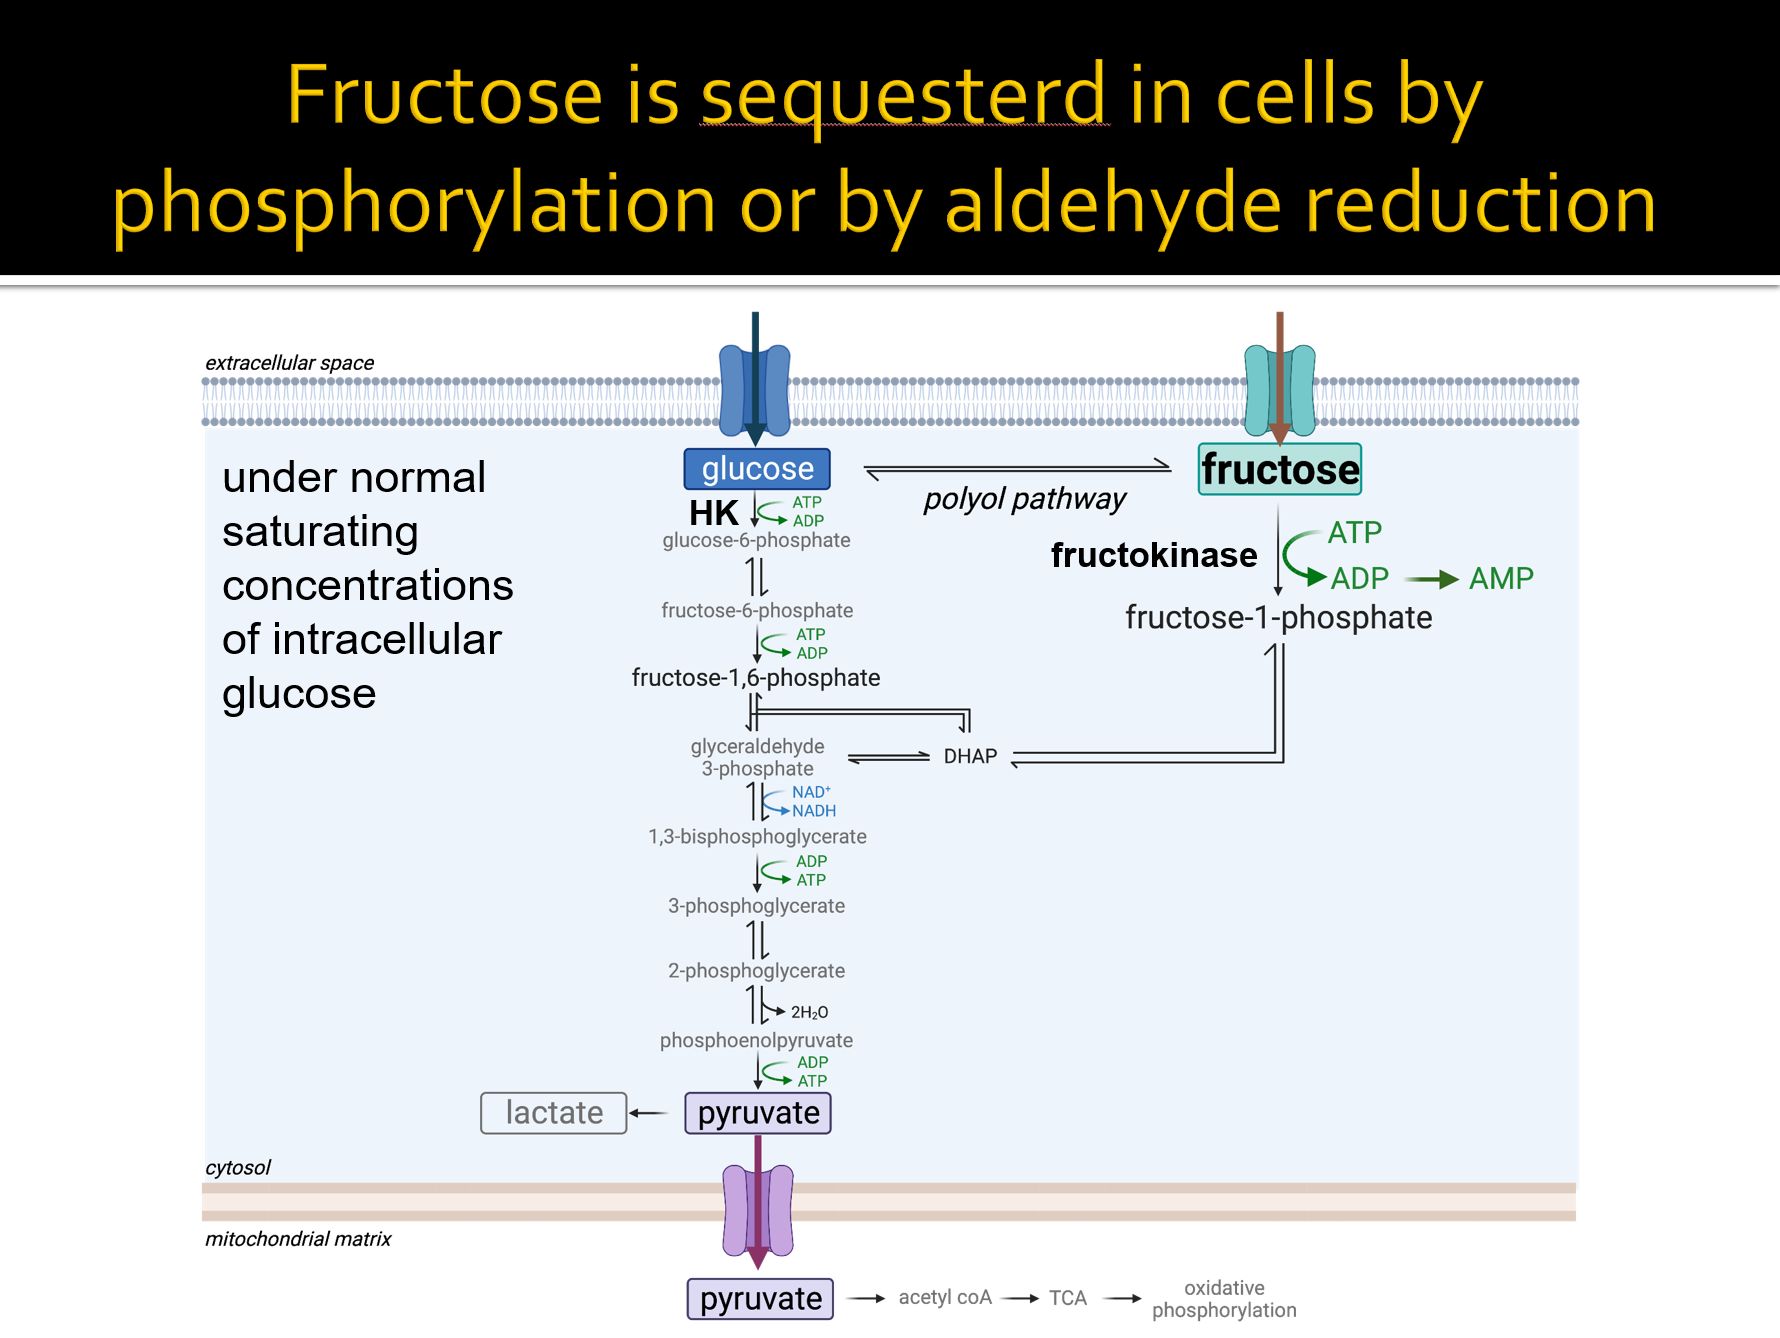 Fructose is sequesterd in cells by
phosphorylation or by aldehyde reduction
extracellular space
under normal
saturating
concentrations
of intracellular
glucose
glucose
polyol pathway
fructose
HK
ATP
ADP
glucose-6-phosphate
fructokinase
ATP
ADP
AMP
fructose-1-phosphate
fructose-6-phosphate
ATP
ADP
fructose-1,6-phosphate
glyceraldehyde
3-phosphate
DHAP
NAD⁺
NADH
1,3-bisphosphoglycerate
ADP
ATP
3-phosphoglycerate
2-phosphoglycerate
2H₂O
phosphoenolpyruvate
ADP
ATP
lactate
pyruvate
cytosol
mitochondrial matrix
pyruvate
acetyl coA
TCA
oxidative
phosphorylation